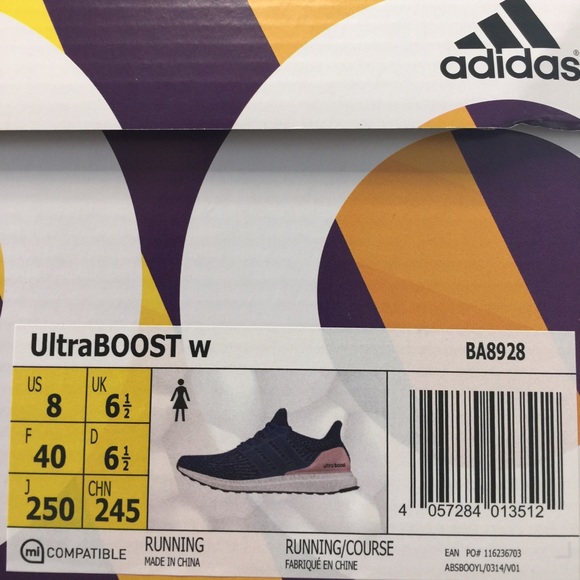 adidas®
UltraBOOST w BA8928
US UK
8 6½
F D
40 6½
J CHN
250 245
ultraboost
4 057284 013512
mi COMPATIBLE RUNNING RUNNING/COURSE EAN PO# 116236703
MADE IN CHINA FABRIQUÉ EN CHINE ABSBOOYL/0314/V01